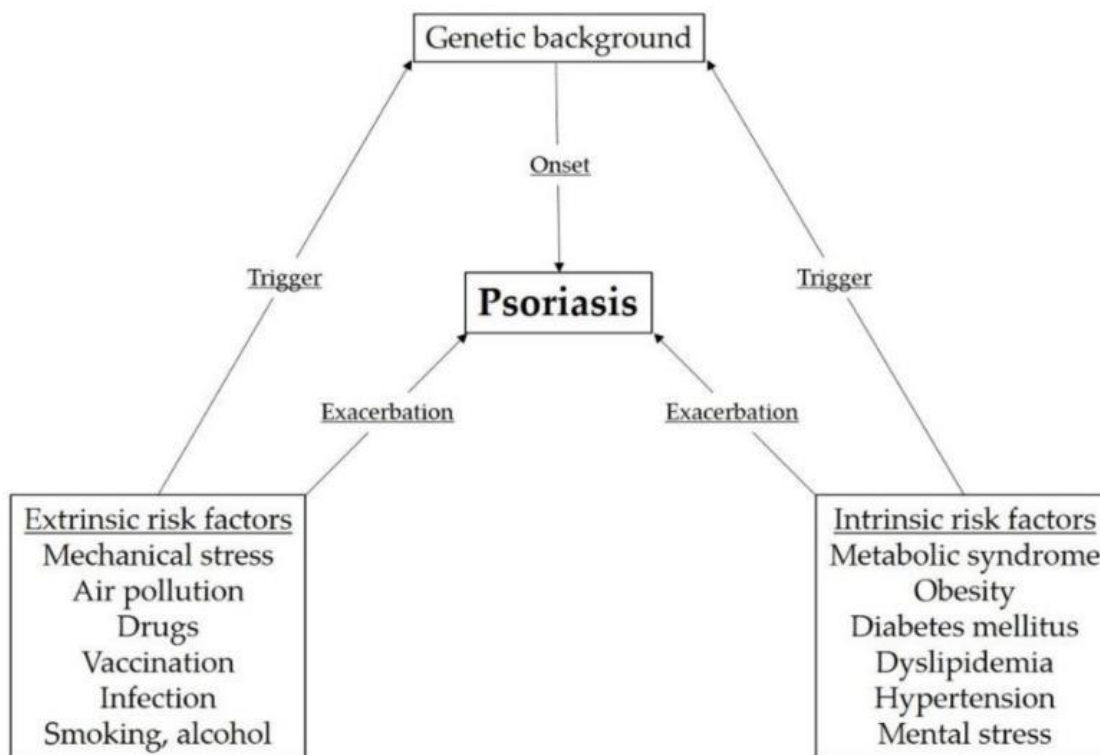 Genetic background
Onset
Trigger
Trigger
Psoriasis
Exacerbation
Exacerbation
Extrinsic risk factors
Mechanical stress
Air pollution
Drugs
Vaccination
Infection
Smoking, alcohol
Intrinsic risk factors
Metabolic syndrome
Obesity
Diabetes mellitus
Dyslipidemia
Hypertension
Mental stress